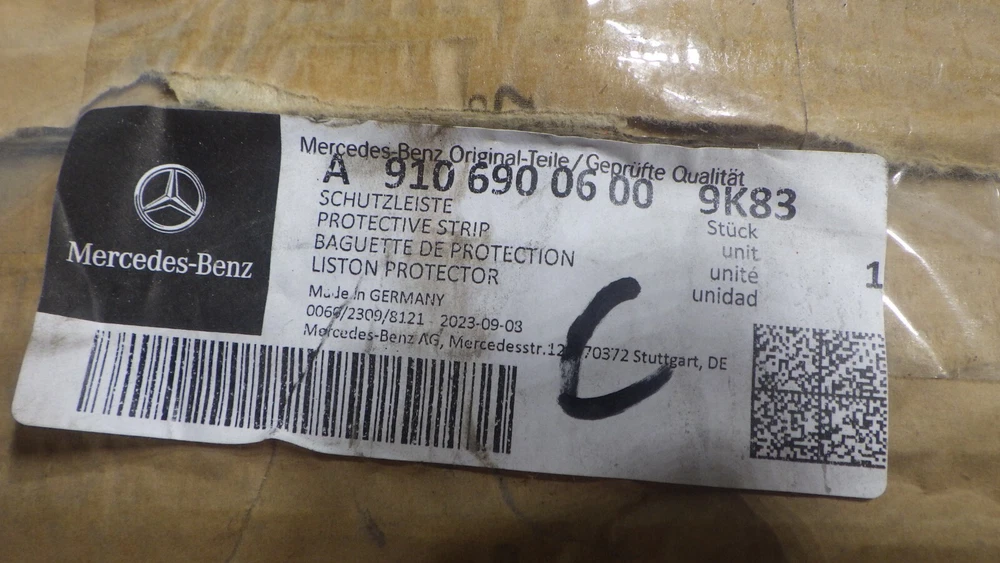 Mercedes-Benz Original-Teile/Geprüfte Qualität
A 910 690 06 00 9K83
SCHUTZLEISTE
PROTECTIVE STRIP
BAGUETTE DE PROTECTION
LISTON PROTECTOR
Stück
unit
unité
unidad
1
Made in GERMANY
0060/2309/8121 2023-09-08
Mercedes-Benz AG, Mercedesstr. 70372 Stuttgart, DE
Mercedes-Benz
C